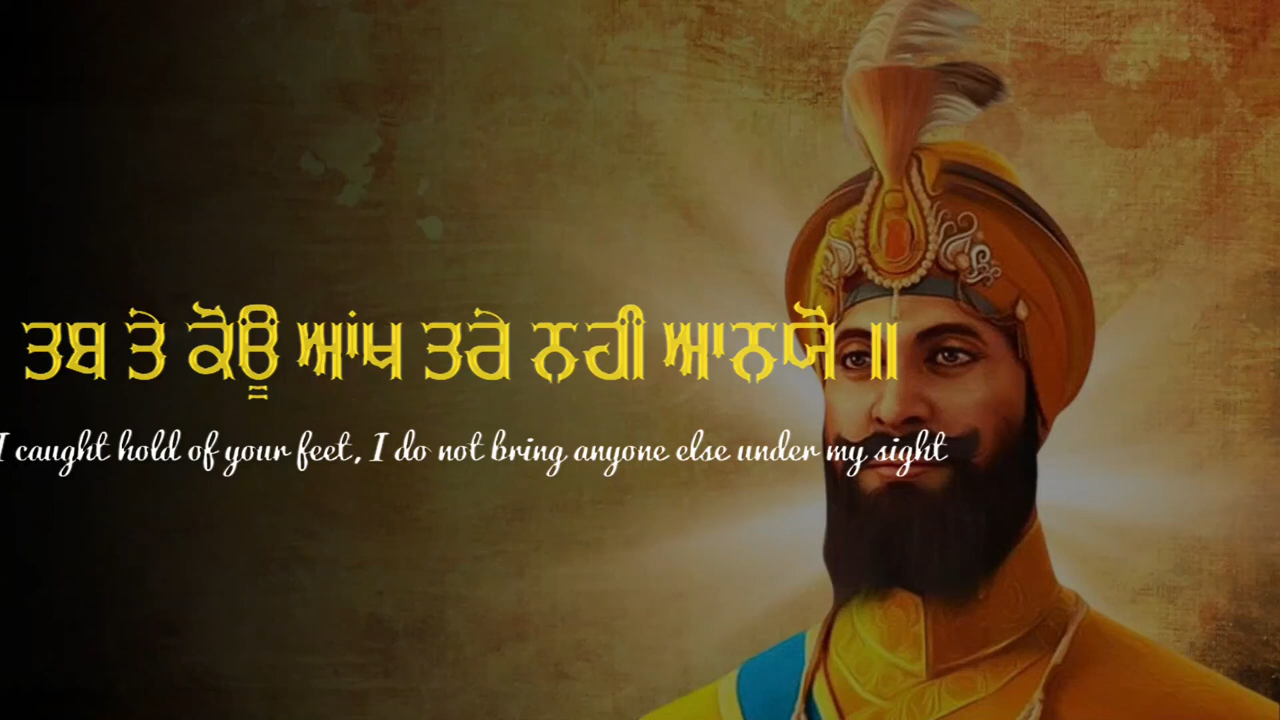 ਤਬ ਤੇ ਕੋਊ ਆਂਖ ਤਰੇ ਨਹੀ ਆਨਯੋ ॥
I caught hold of your feet, I do not bring anyone else under my sight